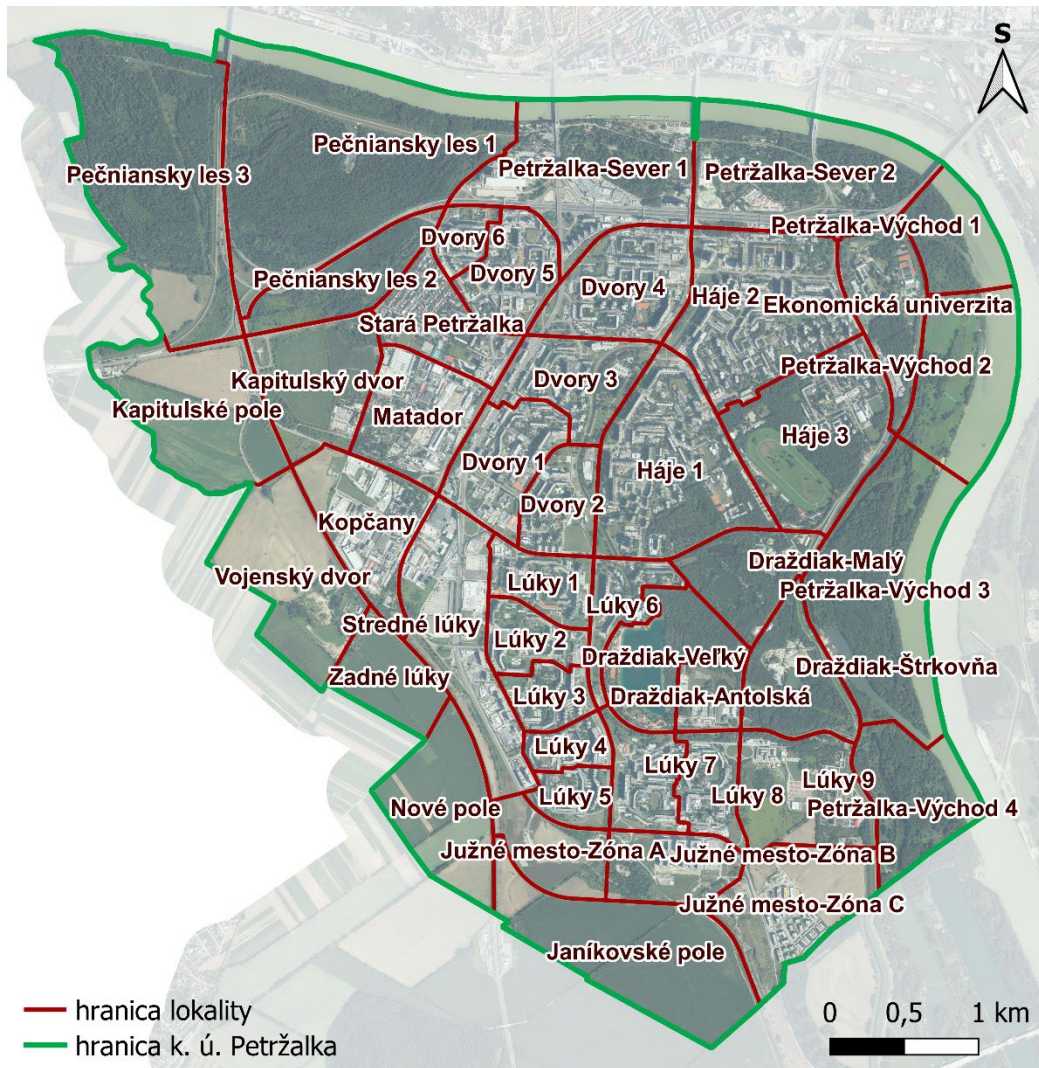 S
Pečniansky les 1
Petržalka-Sever 1
Petržalka-Sever 2
Pečniansky les 3
Petržalka-Východ 1
Dvory 6
Pečniansky les 2
Dvory 5
Dvory 4
Háje 2
Ekonomická univerzita
Stará Petržalka
Petržalka-Východ 2
Kapitulský dvor
Dvory 3
Kapitulské pole
Matador
Háje 3
Dvory 1
Háje 1
Dvory 2
Kopčany
Draždiak-Malý
Vojenský dvor
Lúky 1
Petržalka-Východ 3
Lúky 6
Stredné lúky
Lúky 2
Draždiak-Veľký
Draždiak-Štrkovňa
Zadné lúky
Lúky 3
Draždiak-Antolská
Lúky 4
Lúky 7
Lúky 9
Lúky 5
Lúky 8
Nové pole
Petržalka-Východ 4
Južné mesto-Zóna A
Južné mesto-Zóna B
Južné mesto-Zóna C
Janíkovské pole
hranica lokality
hranica k. ú. Petržalka
0 0,5 1 km